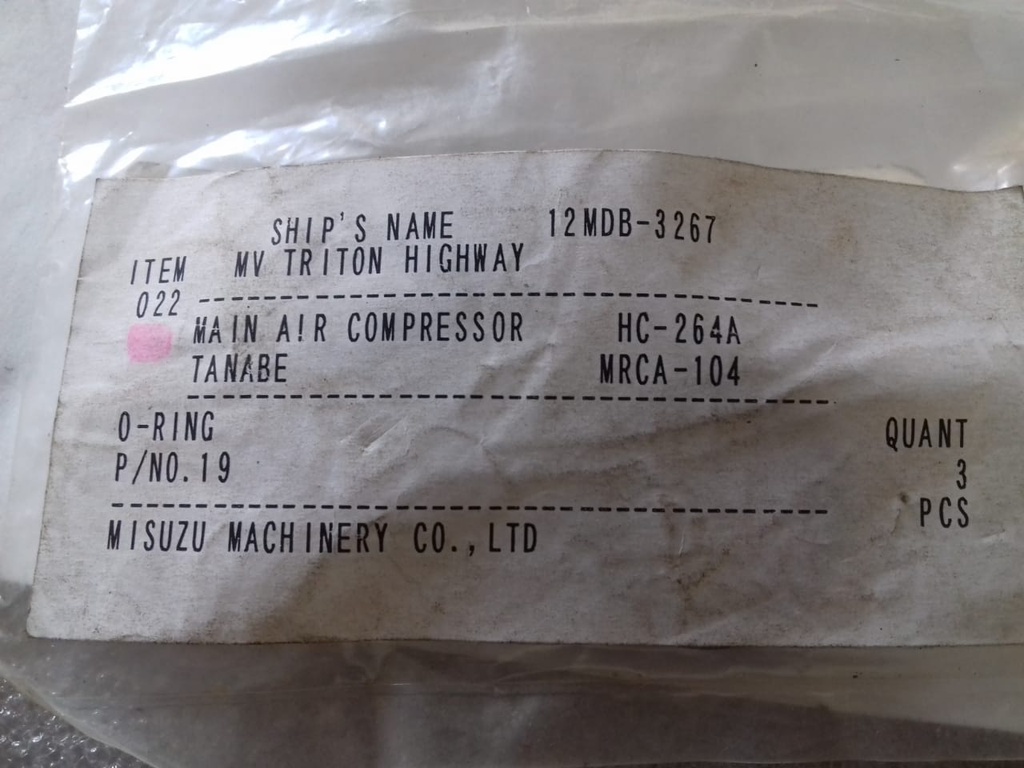 SHIP'S NAME 12MDB-3267
ITEM MV TRITON HIGHWAY
022
MAIN AIR COMPRESSOR HC-264A
TANABE MRCA-104
O-RING QUANT
P/NO.19 3
PCS
MISUZU MACHINERY CO.,LTD